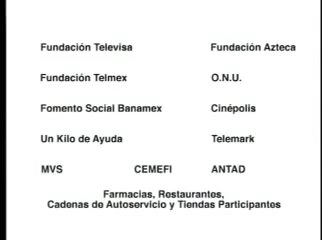 Fundación Televisa Fundación Azteca
Fundación Telmex O.N.U.
Fomento Social Banamex Cinépolis
Un Kilo de Ayuda Telemark
MVS CEMEFI ANTAD
Farmacias, Restaurantes,
Cadenas de Autoservicio y Tiendas Participantes